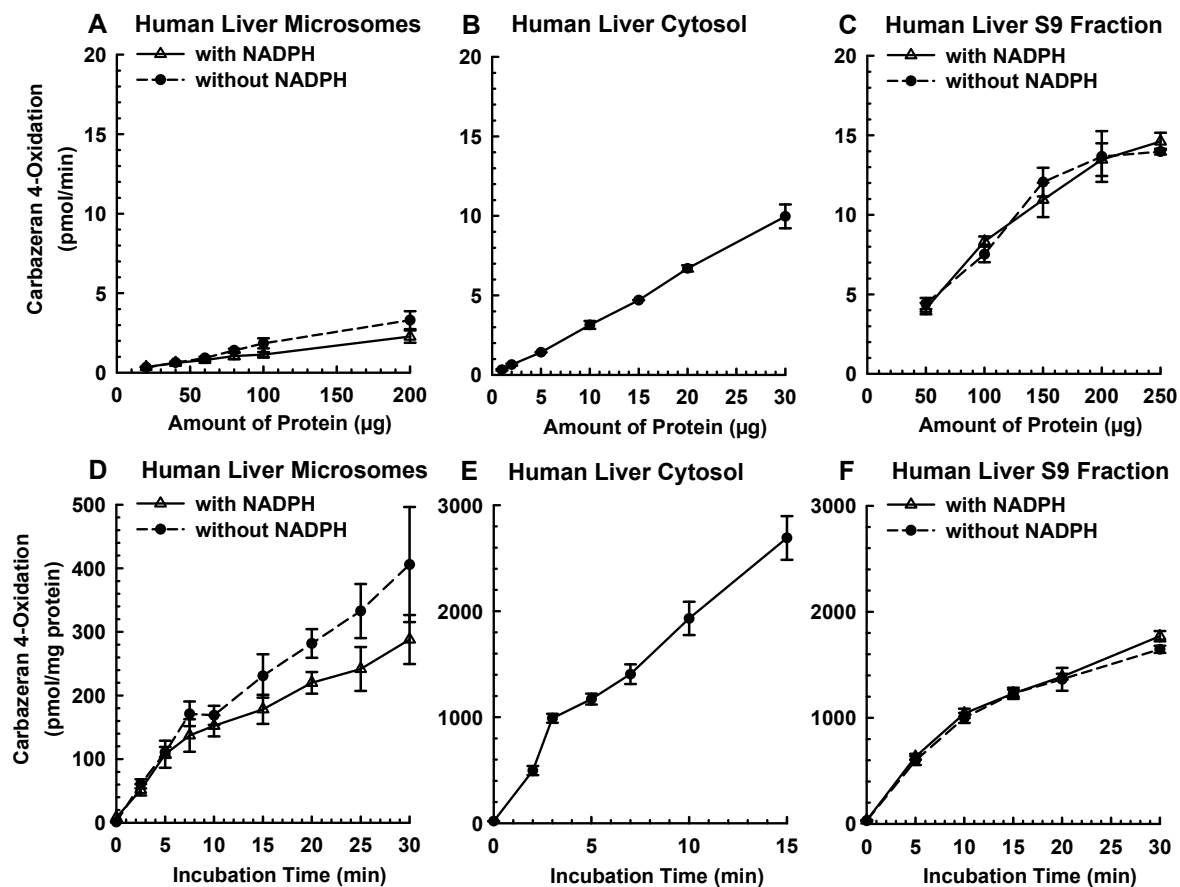 A Human Liver Microsomes
with NADPH
without NADPH
Carbazeran 4-Oxidation
(pmol/min)
20
15
10
5
0
0 20 40 60 80 100 200
Amount of Protein (µg)
B Human Liver Cytosol
20
15
10
5
0
0 5 10 15 20 30
Amount of Protein (µg)
C Human Liver S9 Fraction
with NADPH
without NADPH
20
15
10
5
0
0 50 100 150 200 250
Amount of Protein (µg)
D Human Liver Microsomes
with NADPH
without NADPH
Carbazeran 4-Oxidation
(pmol/mg protein)
500
400
300
200
100
0
0 5 10 15 20 25 30
Incubation Time (min)
E Human Liver Cytosol
3000
2000
1000
0
0 5 10 15
Incubation Time (min)
F Human Liver S9 Fraction
with NADPH
without NADPH
3000
2000
1000
0
0 5 10 15 20 30
Incubation Time (min)